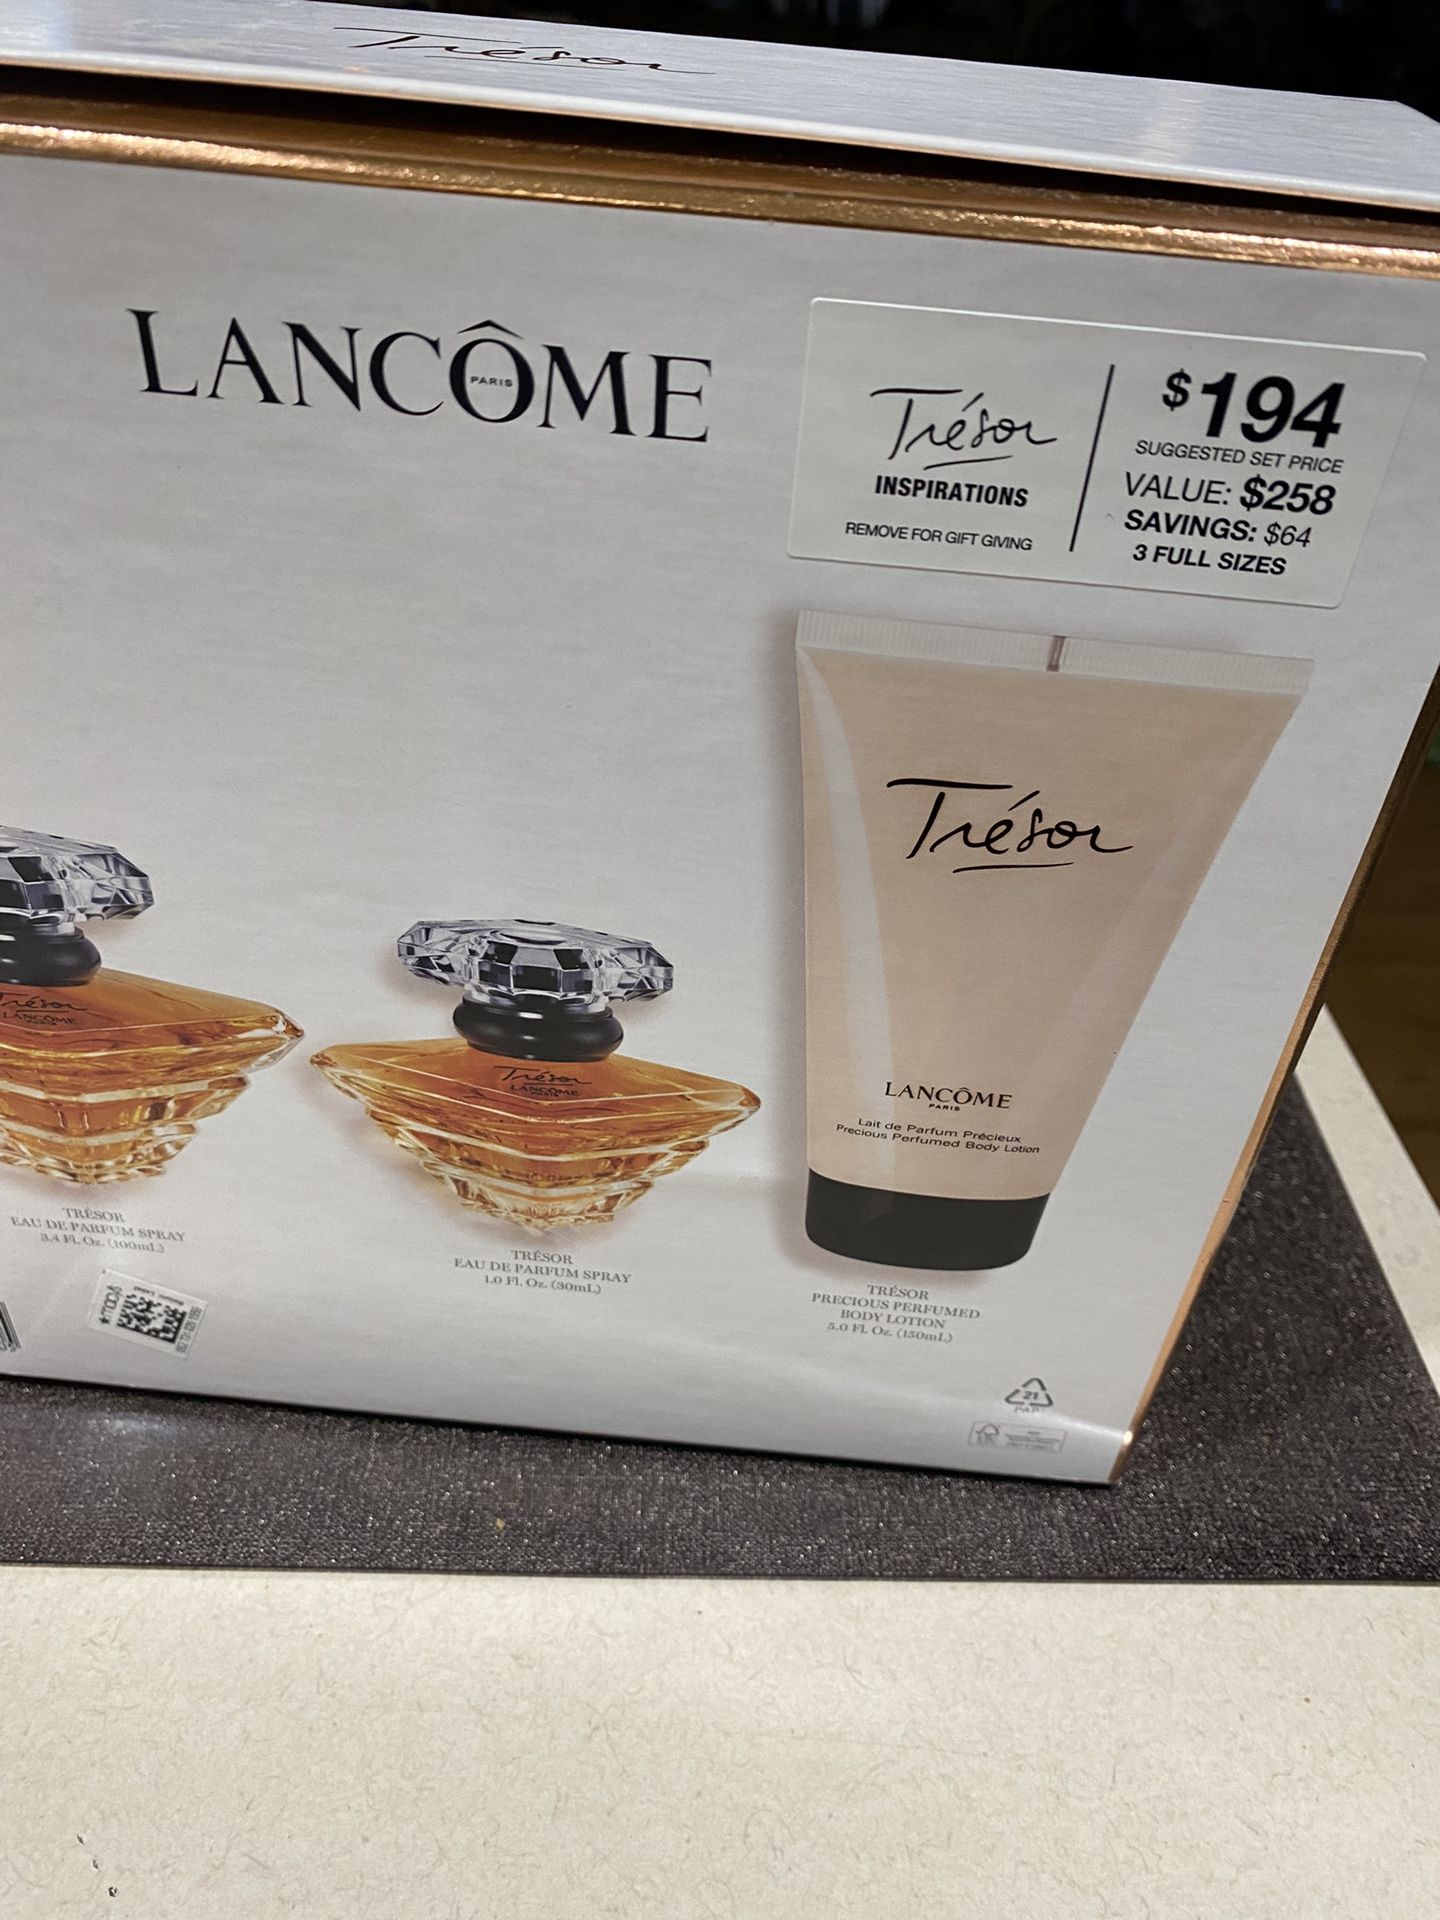 Trésor
LANCÔME
PARIS
Trésor
INSPIRATIONS
REMOVE FOR GIFT GIVING
$194
SUGGESTED SET PRICE
VALUE: $258
SAVINGS: $64
3 FULL SIZES
Trésor
LANCÔME
PARIS
Lait de Parfum Précieux
Precious Perfumed Body Lotion
Trésor
LANCÔME
PARIS
Trésor
LANCÔME
PARIS
TRÉSOR
EAU DE PARFUM SPRAY
3.4 Fl. Oz. (100mL)
TRÉSOR
EAU DE PARFUM SPRAY
1.0 Fl. Oz. (30mL)
TRÉSOR
PRECIOUS PERFUMED
BODY LOTION
5.0 Fl. Oz. (150mL)
macys
21
PAP